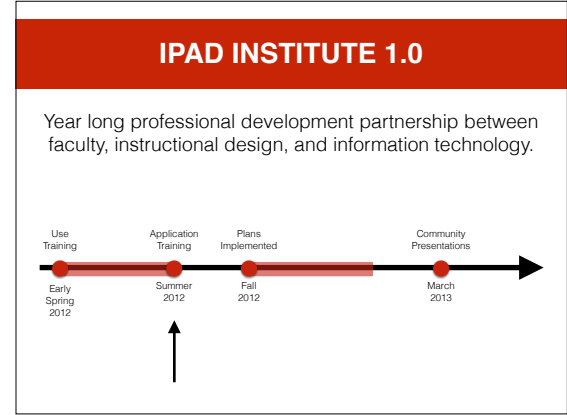 IPAD INSTITUTE 1.0
Year long professional development partnership between
faculty, instructional design, and information technology.
Use
Training
Application
Training
Plans
Implemented
Community
Presentations
Early
Spring
2012
Summer
2012
Fall
2012
March
2013